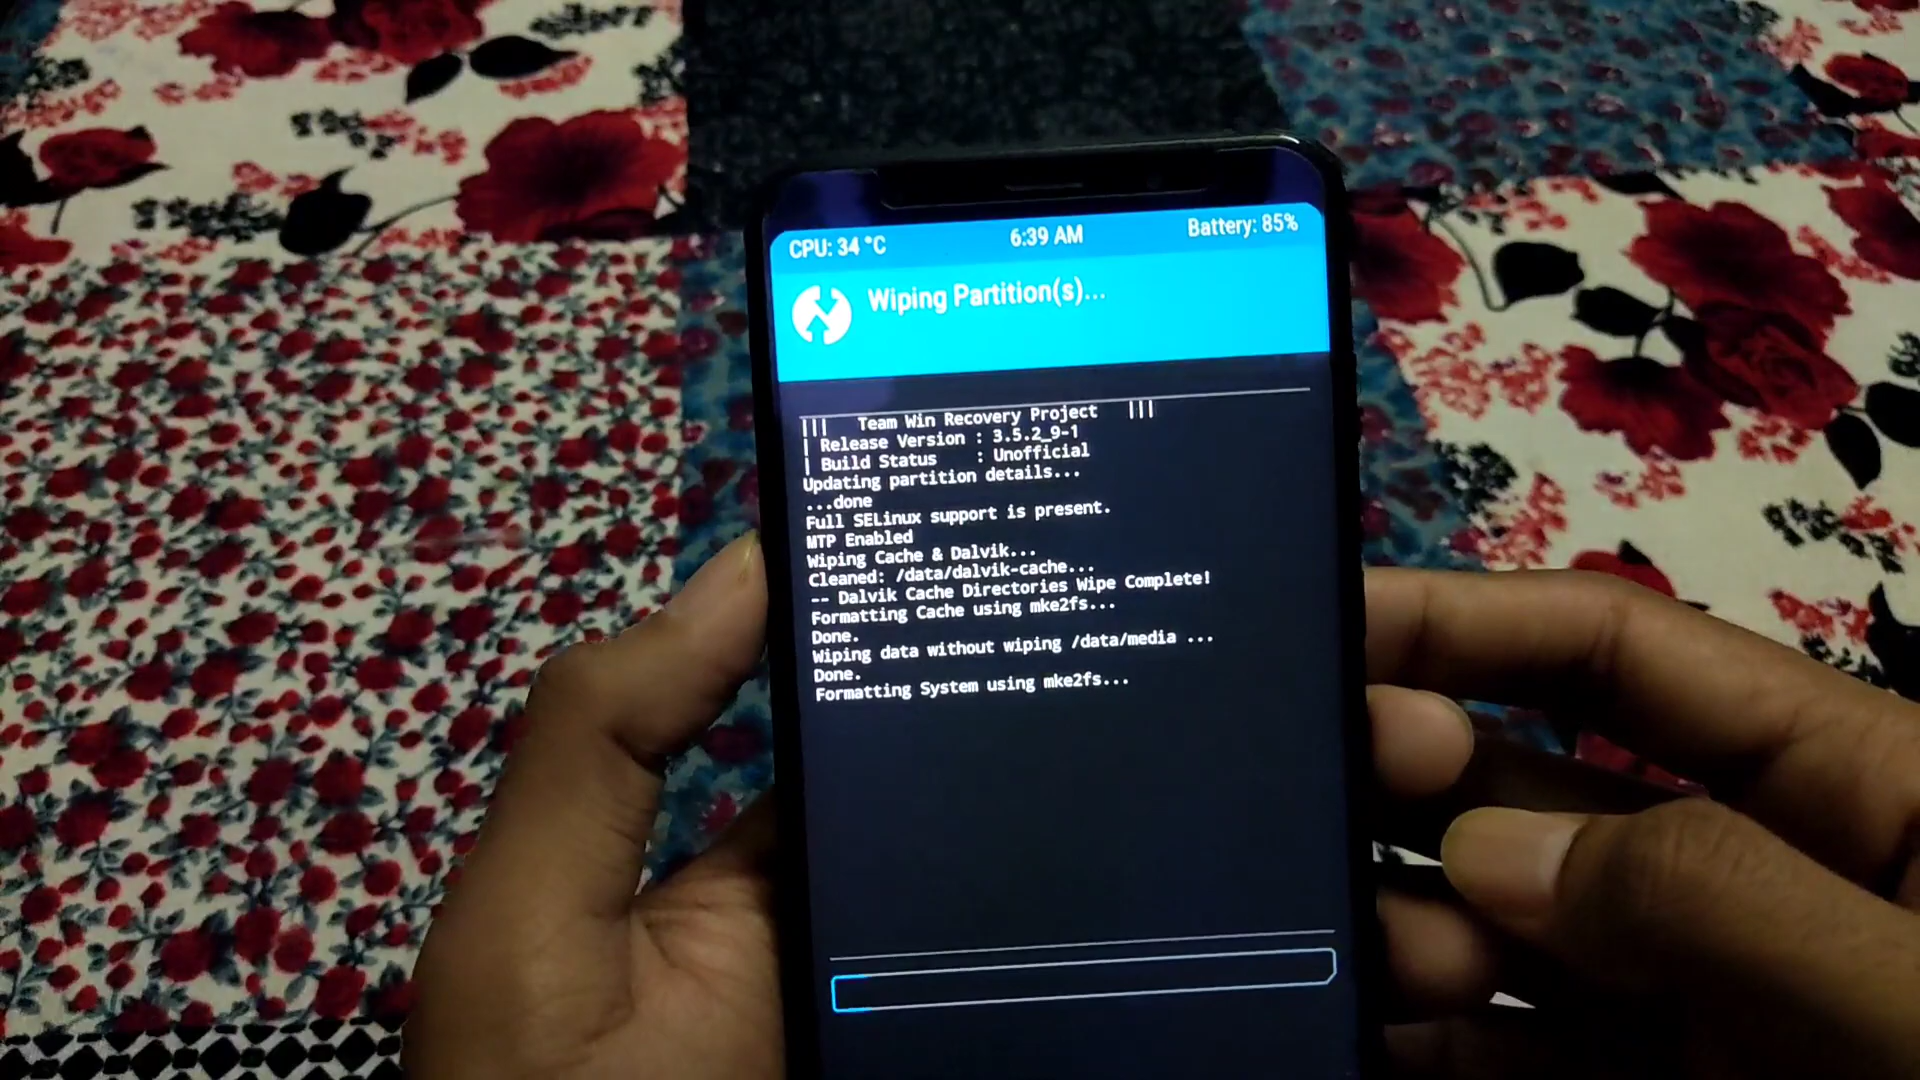 CPU: 34 °C 6:39 AM Battery: 85%
Wiping Partition(s)...
||| Team Win Recovery Project |||
| Release Version : 3.5.2_9-1
| Build Status : Unofficial
Updating partition details...
...done
Full SELinux support is present.
MTP Enabled
Wiping Cache & Dalvik...
Cleaned: /data/dalvik-cache...
-- Dalvik Cache Directories Wipe Complete!
Formatting Cache using mke2fs...
Done.
Wiping data without wiping /data/media ...
Done.
Formatting System using mke2fs...